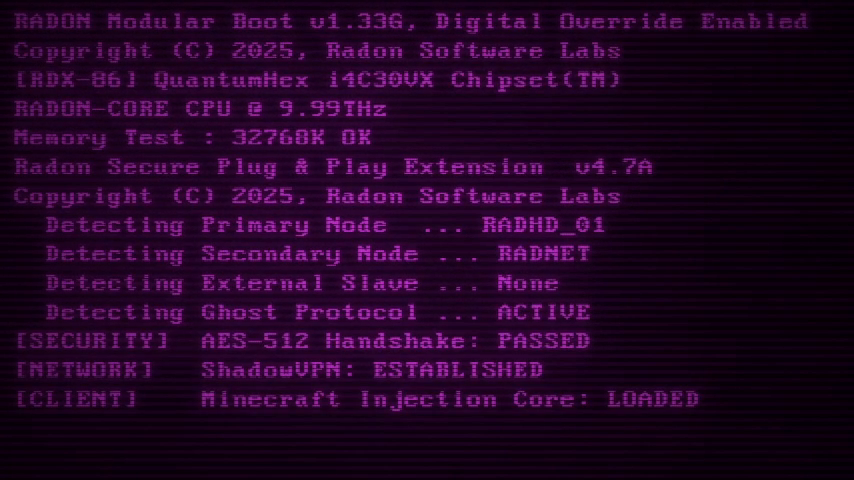 RADON Modular Boot v1.33G, Digital Override Enabled
Copyright (C) 2025, Radon Software Labs
[RDX-86] QuantumHex i4C30VX Chipset(TM)
RADON-CORE CPU @ 9.99THz
Memory Test : 32768K OK
Radon Secure Plug & Play Extension  v4.7A
Copyright (C) 2025, Radon Software Labs
  Detecting Primary Node   ... RADHD_01
  Detecting Secondary Node ... RADNET
  Detecting External Slave ... None
  Detecting Ghost Protocol ... ACTIVE
[SECURITY]  AES-512 Handshake: PASSED
[NETWORK]   ShadowVPN: ESTABLISHED
[CLIENT]    Minecraft Injection Core: LOADED